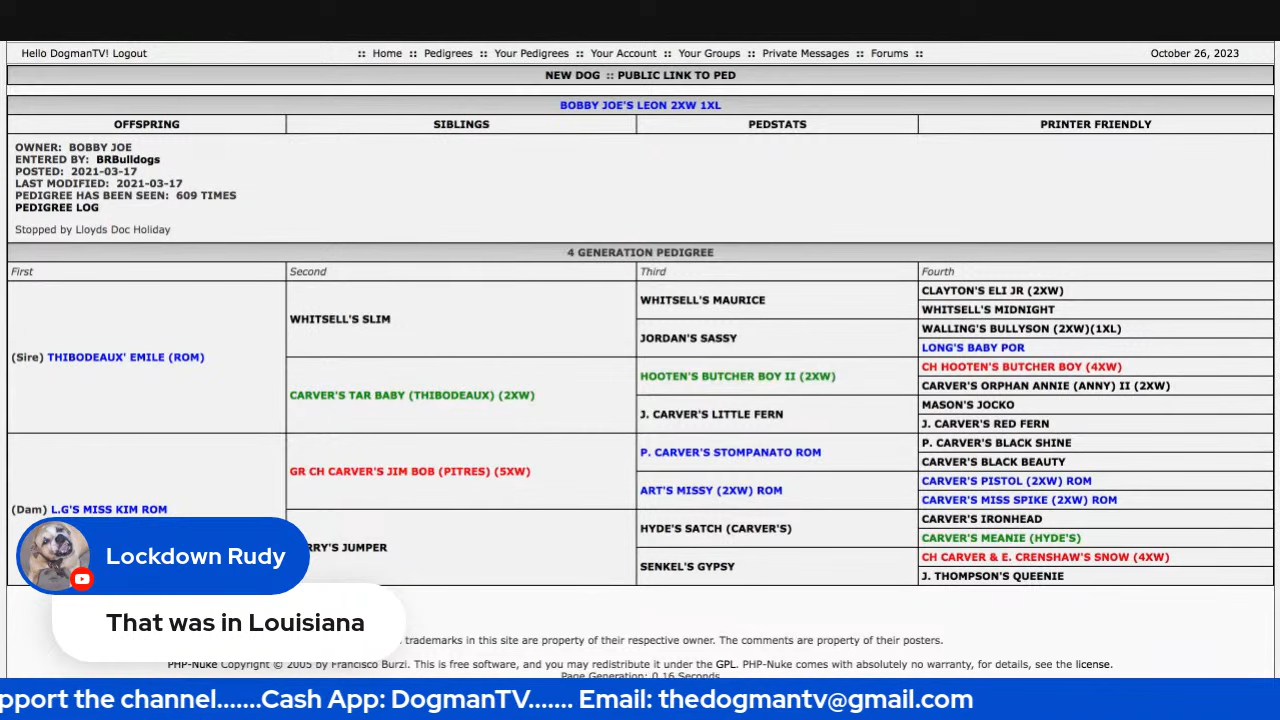 Hello DogmanTV! Logout :: Home :: Pedigrees :: Your Pedigrees :: Your Account :: Your Groups :: Private Messages :: Forums :: October 26, 2023
NEW DOG :: PUBLIC LINK TO PED
BOBBY JOE'S LEON 2XW 1XL
OFFSPRING SIBLINGS PEDSTATS PRINTER FRIENDLY
OWNER: BOBBY JOE
ENTERED BY: BRBulldogs
POSTED: 2021-03-17
LAST MODIFIED: 2021-03-17
PEDIGREE HAS BEEN SEEN: 609 TIMES
PEDIGREE LOG
Stopped by Lloyds Doc Holiday
4 GENERATION PEDIGREE
First Second Third Fourth
(Sire) THIBODEAUX' EMILE (ROM)
WHITSELL'S SLIM
CARVER'S TAR BABY (THIBODEAUX) (2XW)
WHITSELL'S MAURICE
JORDAN'S SASSY
HOOTEN'S BUTCHER BOY II (2XW)
J. CARVER'S LITTLE FERN
CLAYTON'S ELI JR (2XW)
WHITSELL'S MIDNIGHT
WALLING'S BULLYSON (2XW)(1XL)
LONG'S BABY POR
CH HOOTEN'S BUTCHER BOY (4XW)
CARVER'S ORPHAN ANNIE (ANNY) II (2XW)
MASON'S JOCKO
J. CARVER'S RED FERN
(Dam) L.G'S MISS KIM ROM
GR CH CARVER'S JIM BOB (PITRES) (5XW)
JUMPER
P. CARVER'S STOMPANATO ROM
ART'S MISSY (2XW) ROM
HYDE'S SATCH (CARVER'S)
SENKEL'S GYPSY
P. CARVER'S BLACK SHINE
CARVER'S BLACK BEAUTY
CARVER'S PISTOL (2XW) ROM
CARVER'S MISS SPIKE (2XW) ROM
CARVER'S IRONHEAD
CARVER'S MEANIE (HYDE'S)
CH CARVER & E. CRENSHAW'S SNOW (4XW)
J. THOMPSON'S QUEENIE
Lockdown Rudy
That was in Louisiana
trademarks in this site are property of their respective owner. The comments are property of their posters.
PHP-Nuke Copyright © 2005 by Francisco Burzi. This is free software, and you may redistribute it under the GPL. PHP-Nuke comes with absolutely no warranty, for details, see the license.
Page Generation: 0.16 Seconds
pport the channel.......Cash App: DogmanTV....... Email: thedogmantv@gmail.com